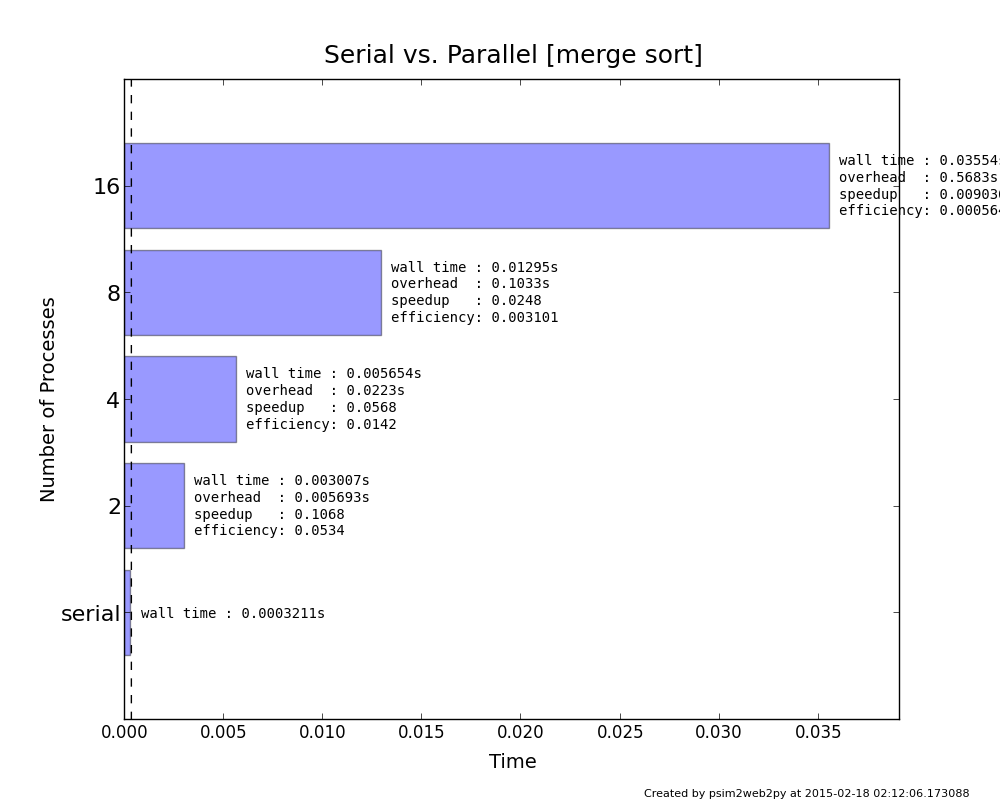 Serial vs. Parallel [merge sort]
16
wall time : 0.03554s
overhead  : 0.5683s
speedup   : 0.00903
efficiency: 0.00056
8
wall time : 0.01295s
overhead  : 0.1033s
speedup   : 0.0248
efficiency: 0.003101
4
wall time : 0.005654s
overhead  : 0.0223s
speedup   : 0.0568
efficiency: 0.0142
2
wall time : 0.003007s
overhead  : 0.005693s
speedup   : 0.1068
efficiency: 0.0534
serial
wall time : 0.0003211s
Number of Processes
0.000 0.005 0.010 0.015 0.020 0.025 0.030 0.035
Time
Created by psim2web2py at 2015-02-18 02:12:06.173088